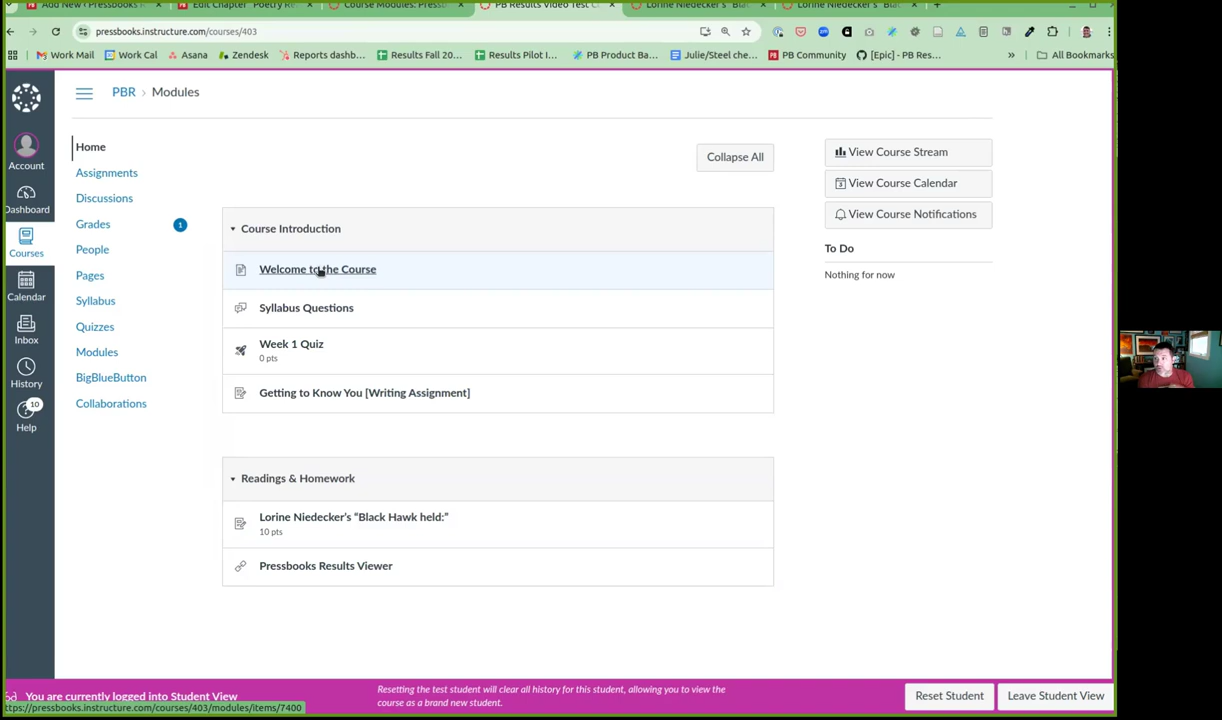 Add New ‹ Pressbooks R
Edit Chapter "Poetry Re
Course Modules: Pressb
PB Results Video Test C
Lorine Niedecker's "Blac
Lorine Niedecker's "Blac
pressbooks.instructure.com/courses/403
Work Mail
Work Cal
Asana
Zendesk
Reports dashb...
Results Fall 20...
Results Pilot I...
PB Product Ba...
Julie/Steel che...
PB Community
[Epic] - PB Res...
»
All Bookmarks
PBR › Modules
Account
Dashboard
Courses
Calendar
Inbox
History
10
Help
Home
Assignments
Discussions
Grades
1
People
Pages
Syllabus
Quizzes
Modules
BigBlueButton
Collaborations
Collapse All
Course Introduction
Welcome to the Course
Syllabus Questions
Week 1 Quiz
0 pts
Getting to Know You [Writing Assignment]
Readings & Homework
Lorine Niedecker's “Black Hawk held:”
10 pts
Pressbooks Results Viewer
View Course Stream
View Course Calendar
View Course Notifications
To Do
Nothing for now
You are currently logged into Student View
Resetting the test student will clear all history for this student, allowing you to view the
course as a brand new student.
Reset Student
Leave Student View
ttps://pressbooks.instructure.com/courses/403/modules/items/7400